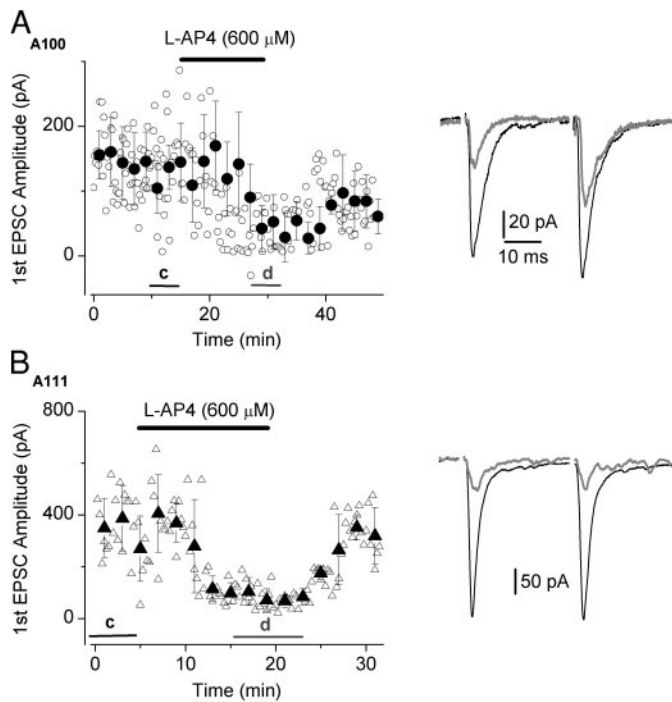 A
A100
L-AP4 (600 μM)
1st EPSC Amplitude (pA)
200
0
c
d
0
20
40
Time (min)
20 pA
10 ms
B
A111
L-AP4 (600 μM)
1st EPSC Amplitude (pA)
800
400
0
c
d
0
10
20
30
Time (min)
50 pA